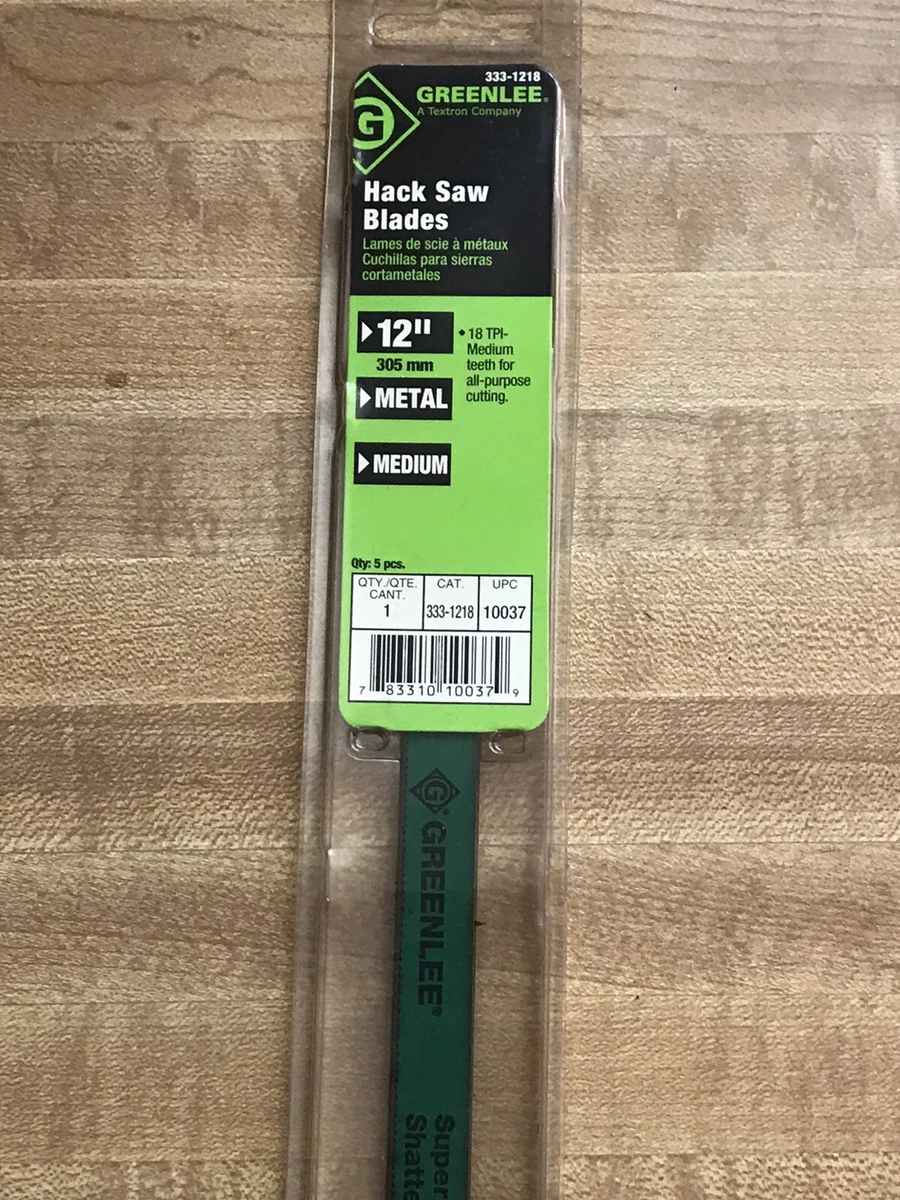 333-1218
GREENLEE®
A Textron Company
G
Hack Saw
Blades
Lames de scie à métaux
Cuchillas para sierras
cortametales
12"
305 mm
METAL
MEDIUM
• 18 TPI-
Medium
teeth for
all-purpose
cutting.
Qty: 5 pcs.
QTY./QTE.
CANT.
1
CAT.
333-1218
UPC
10037
7 83310 10037 9
G GREENLEE®
Super
Shatte